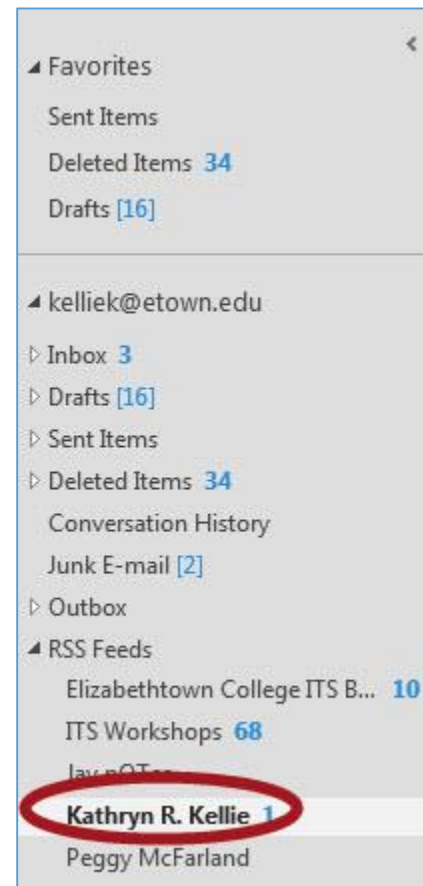 Favorites
Sent Items
Deleted Items 34
Drafts [16]
kelliek@etown.edu
Inbox 3
Drafts [16]
Sent Items
Deleted Items 34
Conversation History
Junk E-mail [2]
Outbox
RSS Feeds
Elizabethtown College ITS B... 10
ITS Workshops 68
Kathryn R. Kellie 1
Peggy McFarland